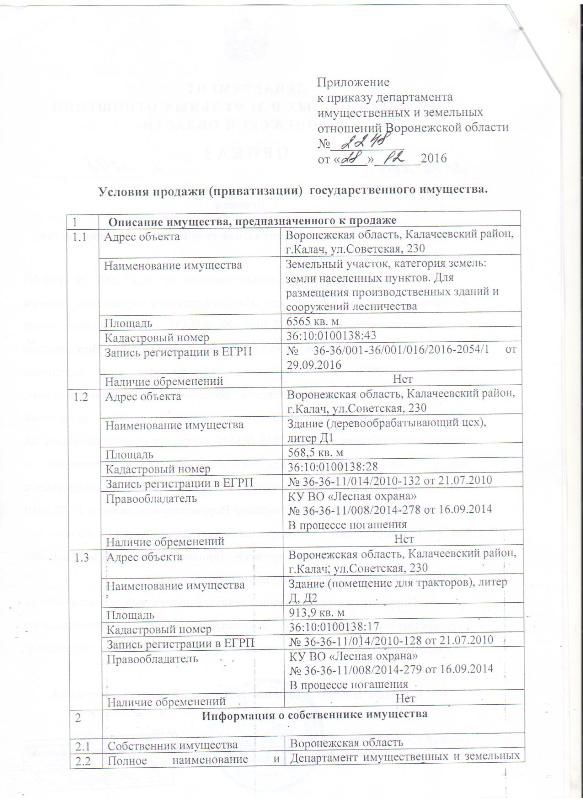 Приложение
к приказу департамента
имущественных и земельных
отношений Воронежской области
№ 2248
от «28» 12 2016
Условия продажи (приватизации) государственного имущества.
1 Описание имущества, предназначенного к продаже
1.1 Адрес объекта Воронежская область, Калачеевский район,
г.Калач, ул.Советская, 230
Наименование имущества Земельный участок, категория земель:
земли населенных пунктов. Для
размещения производственных зданий и
сооружений лесничества
Площадь 6565 кв. м
Кадастровый номер 36:10:0100138:43
Запись регистрации в ЕГРП № 36-36/001-36/001/016/2016-2054/1 от
29.09.2016
Наличие обременений Нет
1.2 Адрес объекта Воронежская область, Калачеевский район,
г.Калач, ул.Советская, 230
Наименование имущества Здание (деревообрабатывающий цех),
литер Д1
Площадь 568,5 кв. м
Кадастровый номер 36:10:0100138:28
Запись регистрации в ЕГРП № 36-36-11/014/2010-132 от 21.07.2010
Правообладатель КУ ВО «Лесная охрана»
№ 36-36-11/008/2014-278 от 16.09.2014
В процессе погашения
Наличие обременений Нет
1.3 Адрес объекта Воронежская область, Калачеевский район,
г.Калач, ул.Советская, 230
Наименование имущества Здание (помещение для тракторов), литер
Д, Д2
Площадь 913,9 кв. м
Кадастровый номер 36:10:0100138:17
Запись регистрации в ЕГРП № 36-36-11/014/2010-128 от 21.07.2010
Правообладатель КУ ВО «Лесная охрана»
№ 36-36-11/008/2014-279 от 16.09.2014
В процессе погашения
Наличие обременений Нет
2 Информация о собственнике имущества
2.1 Собственник имущества Воронежская область
2.2 Полное наименование и Департамент имущественных и земельных